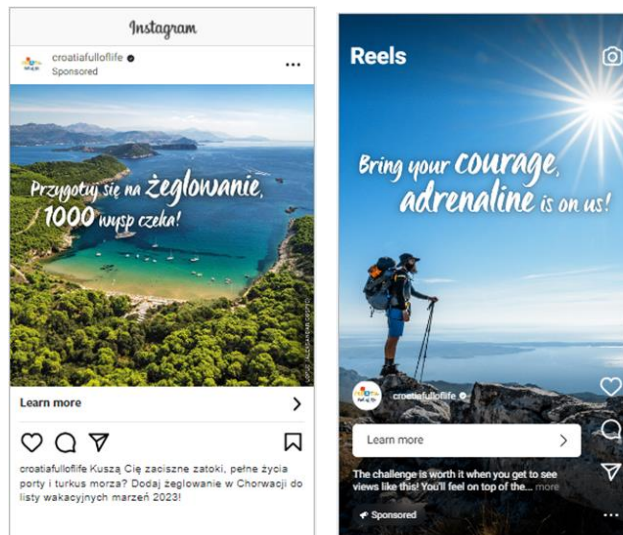 Instagram
croatiafulloflife
Sponsored
Przygotuj się na żeglowanie,
1000 wysp czeka!
Learn more
croatiafulloflife Kuszą Cię zaciszne zatoki, pełne życia
porty i turkus morza? Dodaj żeglowanie w Chorwacji do
listy wakacyjnych marzeń 2023!
Reels
Bring your courage,
adrenaline is on us!
croatiafulloflife
Learn more
The challenge is worth it when you get to see
views like this! You'll feel on top of the... more
Sponsored